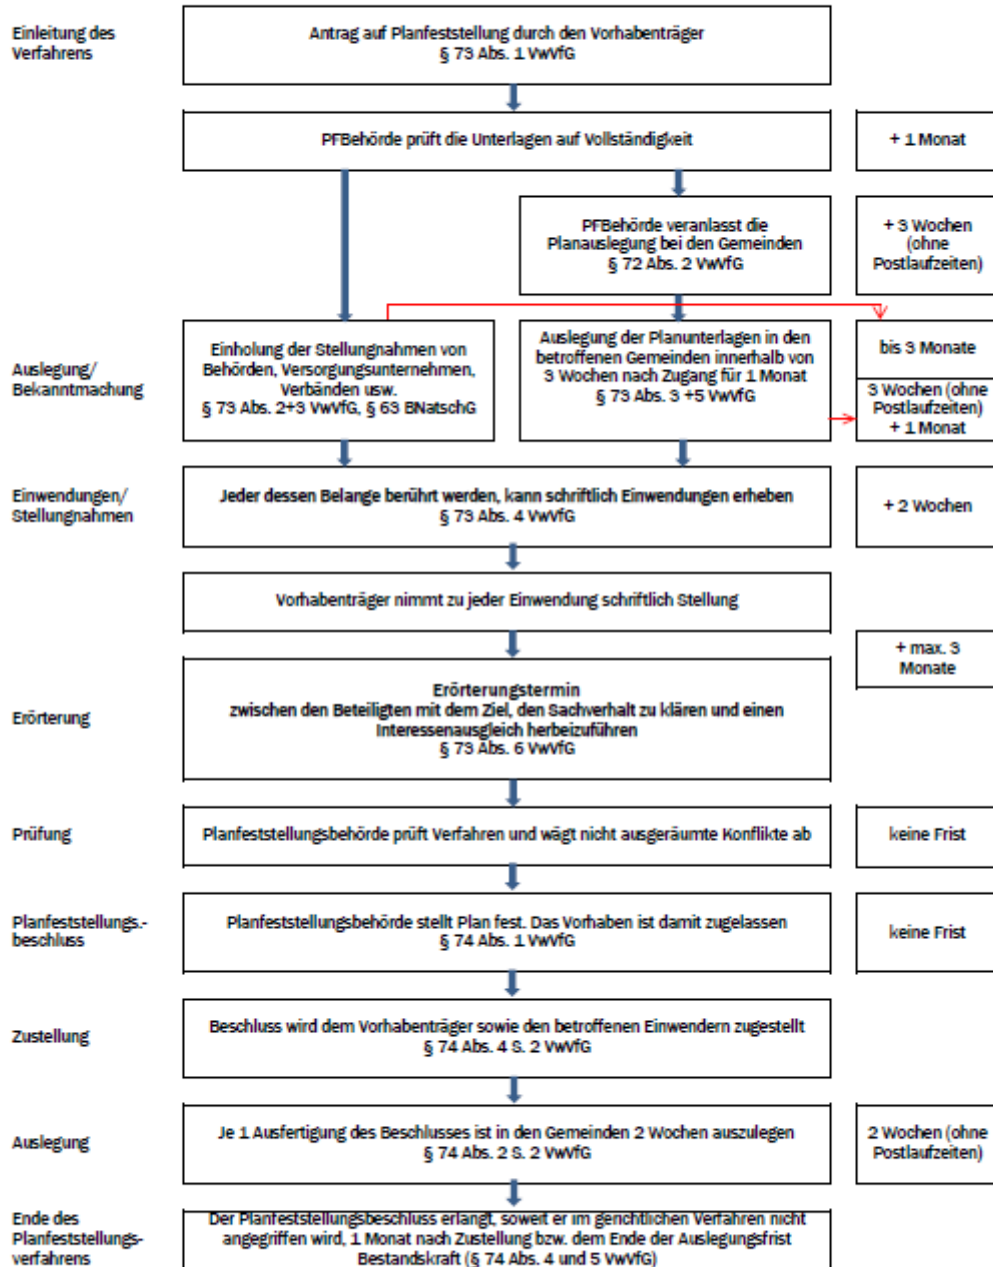 Einleitung des
Verfahrens
Antrag auf Planfeststellung durch den Vorhabenträger
§ 73 Abs. 1 VwVfG
PFBehörde prüft die Unterlagen auf Vollständigkeit
+ 1 Monat
PFBehörde veranlasst die
Planauslegung bei den Gemeinden
§ 72 Abs. 2 VwVfG
+ 3 Wochen
(ohne
Postlaufzeiten)
Auslegung/
Bekanntmachung
Einholung der Stellungnahmen von
Behörden, Versorgungsunternehmen,
Verbänden usw.
§ 73 Abs. 2+3 VwVfG, § 63 BNatschG
Auslegung der Planunterlagen in den
betroffenen Gemeinden innerhalb von
3 Wochen nach Zugang für 1 Monat
§ 73 Abs. 3 +5 VwVfG
bis 3 Monate
3 Wochen (ohne
Postlaufzeiten)
+ 1 Monat
Einwendungen/
Stellungnahmen
Jeder dessen Belange berührt werden, kann schriftlich Einwendungen erheben
§ 73 Abs. 4 VwVfG
+ 2 Wochen
Vorhabenträger nimmt zu jeder Einwendung schriftlich Stellung
+ max. 3
Monate
Erörterung
Erörterungstermin
zwischen den Beteiligten mit dem Ziel, den Sachverhalt zu klären und einen
Interessenausgleich herbeizuführen
§ 73 Abs. 6 VwVfG
Prüfung
Planfeststellungsbehörde prüft Verfahren und wägt nicht ausgeräumte Konflikte ab
keine Frist
Planfeststellungs.-
beschluss
Planfeststellungsbehörde stellt Plan fest. Das Vorhaben ist damit zugelassen
§ 74 Abs. 1 VwVfG
keine Frist
Zustellung
Beschluss wird dem Vorhabenträger sowie den betroffenen Einwendern zugestellt
§ 74 Abs. 4 S. 2 VwVfG
Auslegung
Je 1 Ausfertigung des Beschlusses ist in den Gemeinden 2 Wochen auszulegen
§ 74 Abs. 2 S. 2 VwVfG
2 Wochen (ohne
Postlaufzeiten)
Ende des
Planfeststellungs-
verfahrens
Der Planfeststellungsbeschluss erlangt, soweit er im gerichtlichen Verfahren nicht
angegriffen wird, 1 Monat nach Zustellung bzw. dem Ende der Auslegungsfrist
Bestandskraft (§ 74 Abs. 4 und 5 VwVfG)